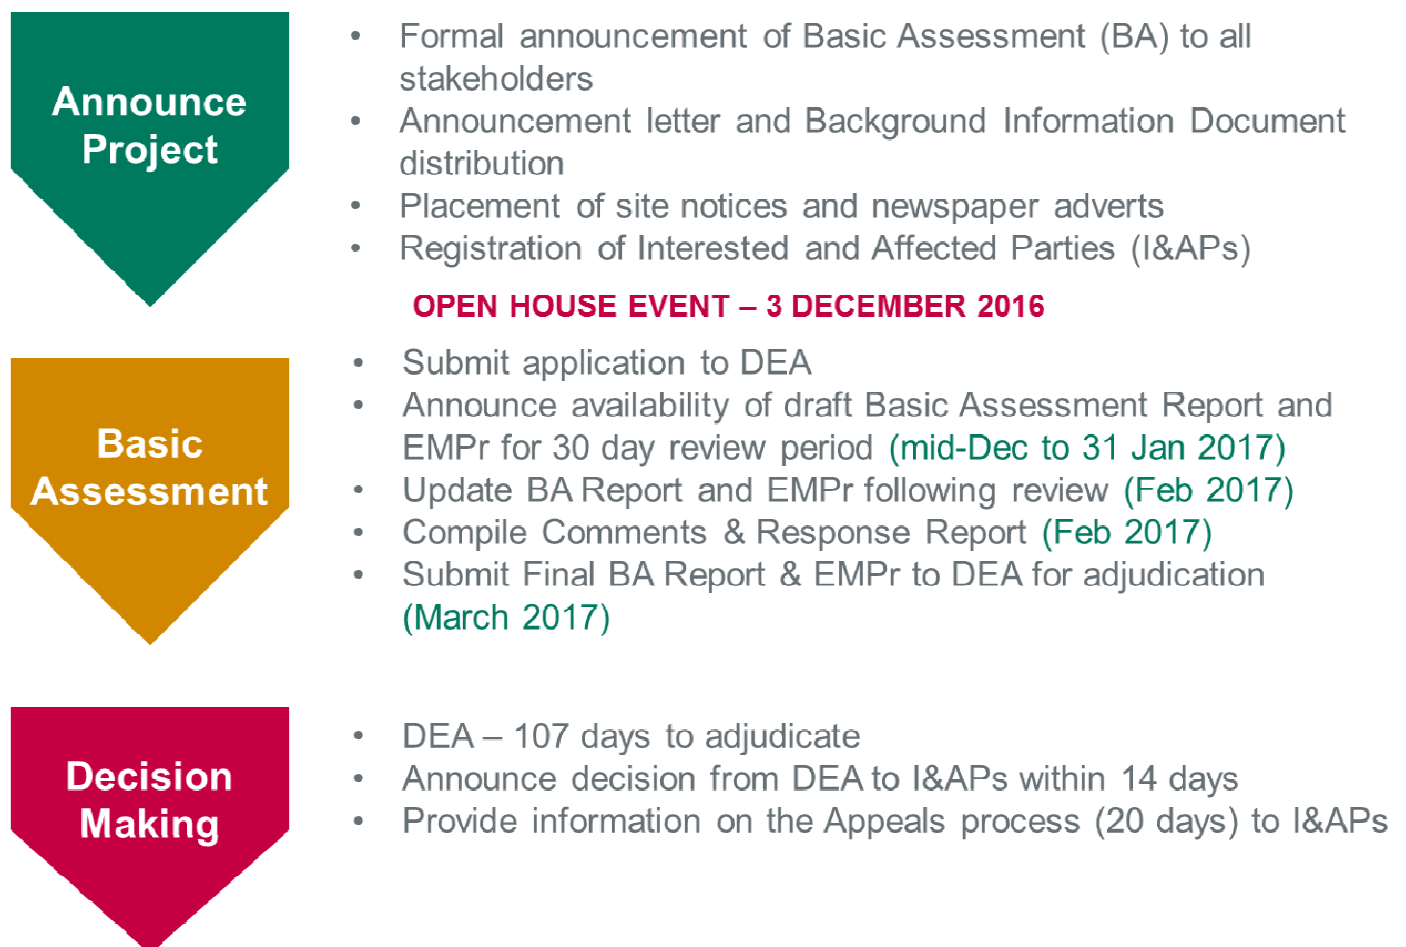 Announce
Project
• Formal announcement of Basic Assessment (BA) to all
stakeholders
• Announcement letter and Background Information Document
distribution
• Placement of site notices and newspaper adverts
• Registration of Interested and Affected Parties (I&APs)
OPEN HOUSE EVENT – 3 DECEMBER 2016
Basic
Assessment
• Submit application to DEA
• Announce availability of draft Basic Assessment Report and
EMPr for 30 day review period (mid-Dec to 31 Jan 2017)
• Update BA Report and EMPr following review (Feb 2017)
• Compile Comments & Response Report (Feb 2017)
• Submit Final BA Report & EMPr to DEA for adjudication
(March 2017)
Decision
Making
• DEA – 107 days to adjudicate
• Announce decision from DEA to I&APs within 14 days
• Provide information on the Appeals process (20 days) to I&APs